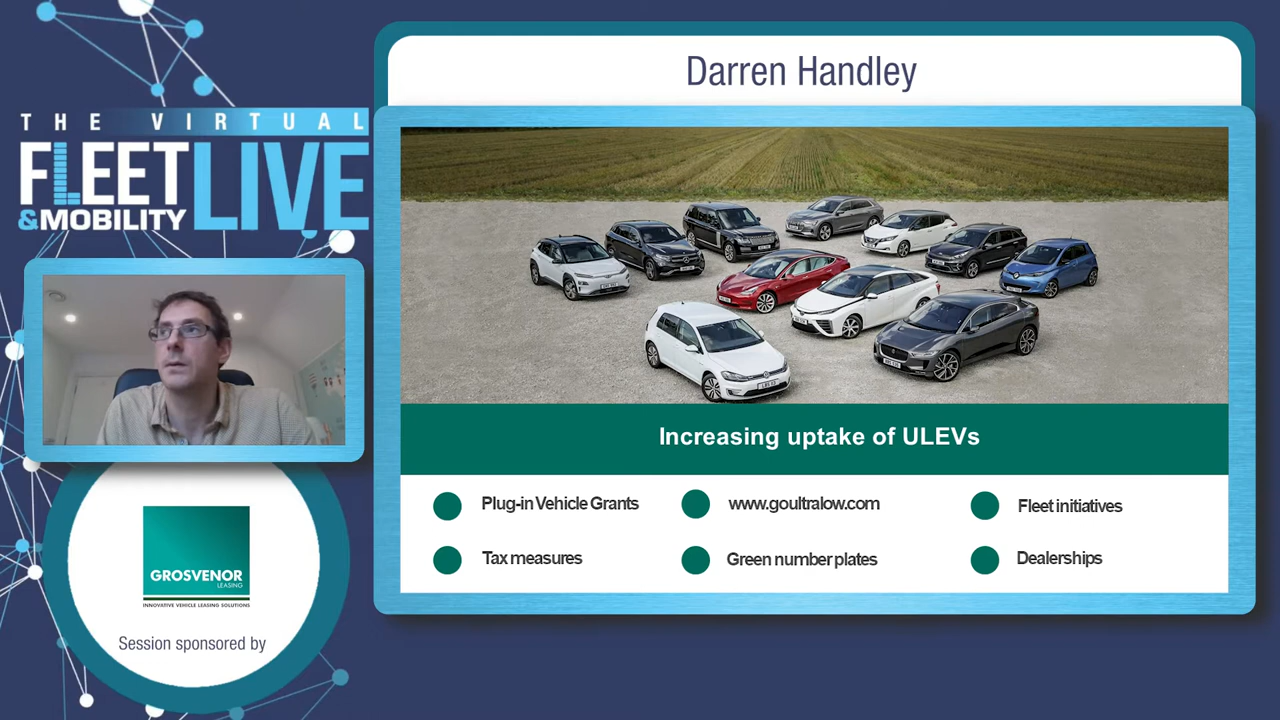 Darren Handley
THE VIRTUAL
FLEET
&MOBILITY
LIVE
Increasing uptake of ULEVs
Plug-in Vehicle Grants
www.goultralow.com
Fleet initiatives
Tax measures
Green number plates
Dealerships
GROSVENOR
LEASING
INNOVATIVE VEHICLE LEASING SOLUTIONS
Session sponsored by